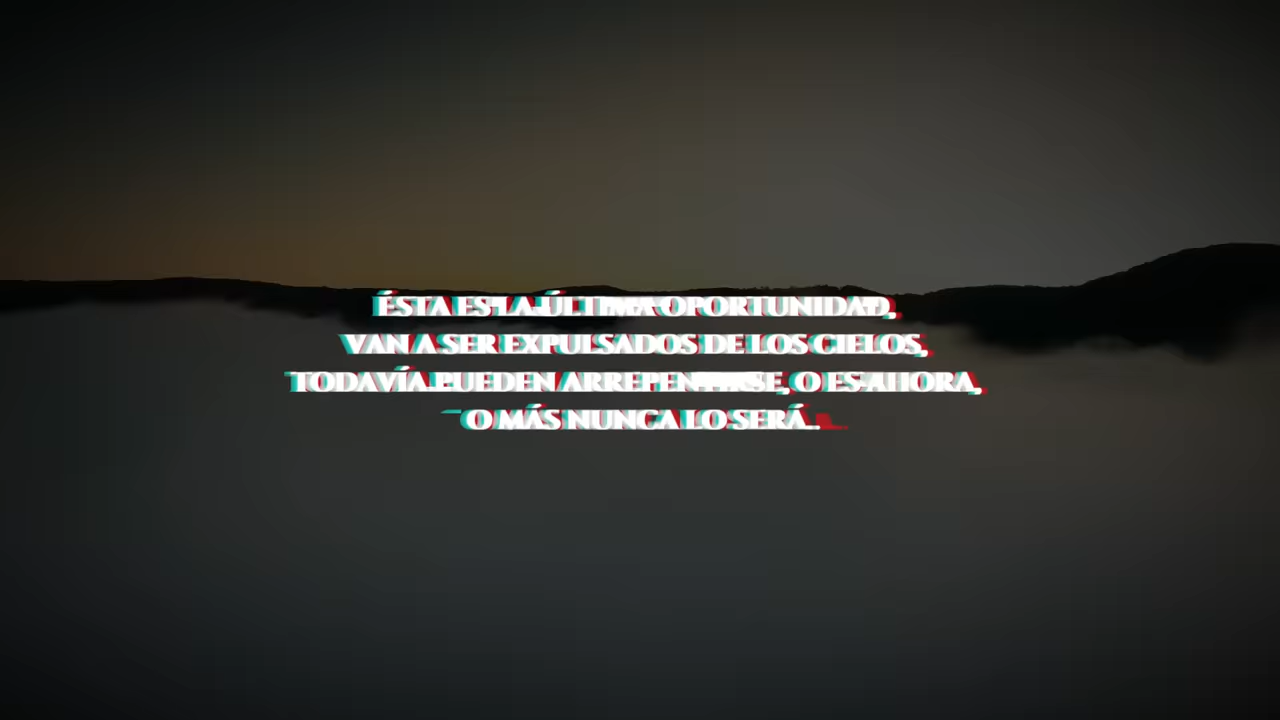 ÉSTA ES LA ÚLTIMA OPORTUNIDAD,
VAN A SER EXPULSADOS DE LOS CIELOS,
TODAVÍA PUEDEN ARREPENTIRSE, O ES AHORA,
O MÁS NUNCA LO SERÁ..